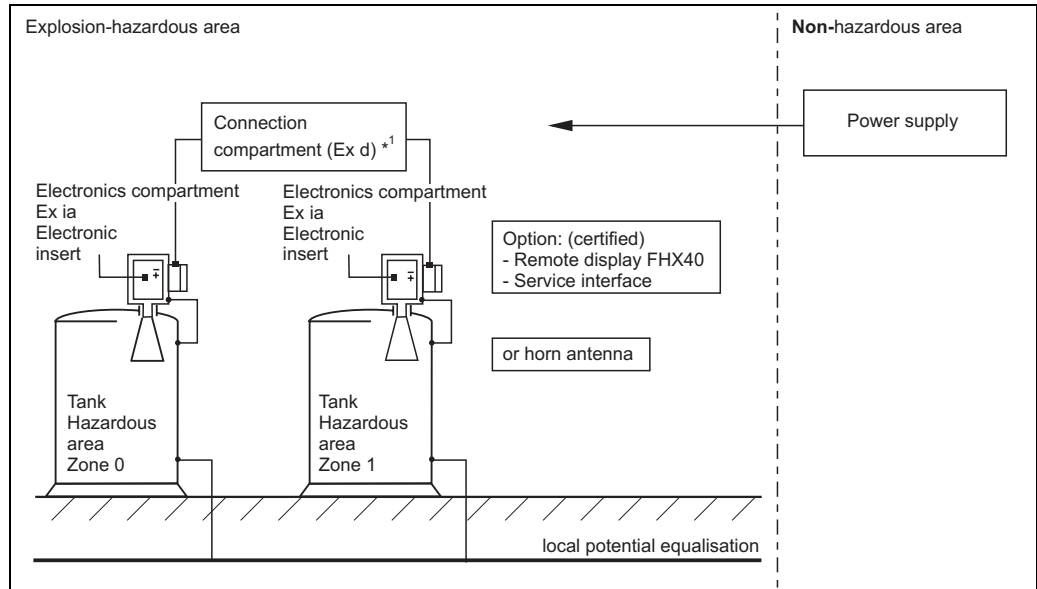 Explosion-hazardous area
Non-hazardous area
Power supply
Connection
compartment (Ex d) *1
Electronics compartment
Ex ia
Electronic
insert
Electronics compartment
Ex ia
Electronic
insert
Option: (certified)
- Remote display FHX40
- Service interface
or horn antenna
Tank
Hazardous
area
Zone 0
Tank
Hazardous
area
Zone 1
local potential equalisation